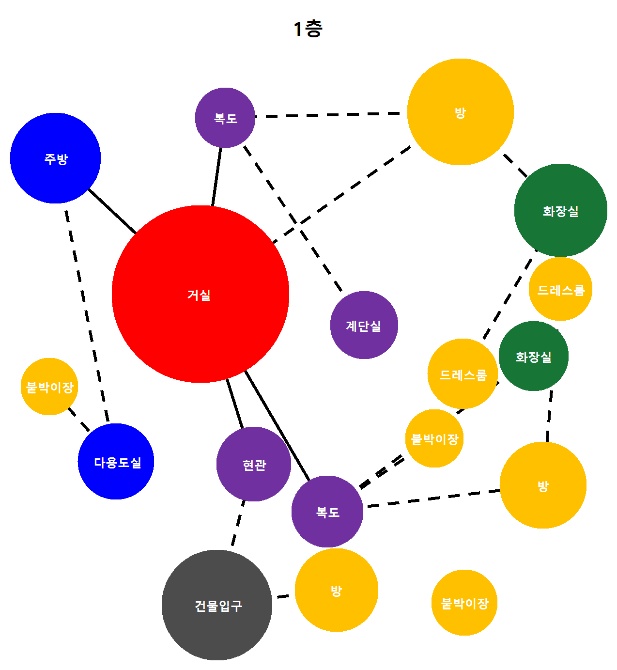 1층
복도
방
주방
화장실
드레스룸
거실
계단실
화장실
드레스룸
붙박이장
붙박이장
다용도실
현관
방
복도
방
건물입구
붙박이장